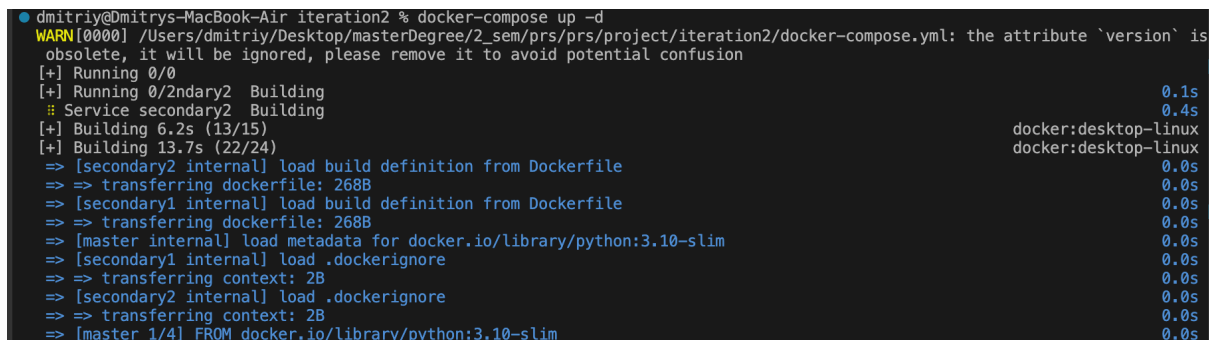 dmitriy@Dmitrys-MacBook-Air iteration2 % docker-compose up -d
WARN[0000] /Users/dmitriy/Desktop/masterDegree/2_sem/prs/prs/project/iteration2/docker-compose.yml: the attribute `version` is
obsolete, it will be ignored, please remove it to avoid potential confusion
[+] Running 0/0
[+] Running 0/2ndary2  Building 0.1s
⠿ Service secondary2  Building 0.4s
[+] Building 6.2s (13/15) docker:desktop-linux
[+] Building 13.7s (22/24) docker:desktop-linux
=> [secondary2 internal] load build definition from Dockerfile 0.0s
=> => transferring dockerfile: 268B 0.0s
=> [secondary1 internal] load build definition from Dockerfile 0.0s
=> => transferring dockerfile: 268B 0.0s
=> [master internal] load metadata for docker.io/library/python:3.10-slim 0.0s
=> [secondary1 internal] load .dockerignore 0.0s
=> => transferring context: 2B 0.0s
=> [secondary2 internal] load .dockerignore 0.0s
=> => transferring context: 2B 0.0s
=> [master 1/4] FROM docker.io/library/python:3.10-slim 0.0s